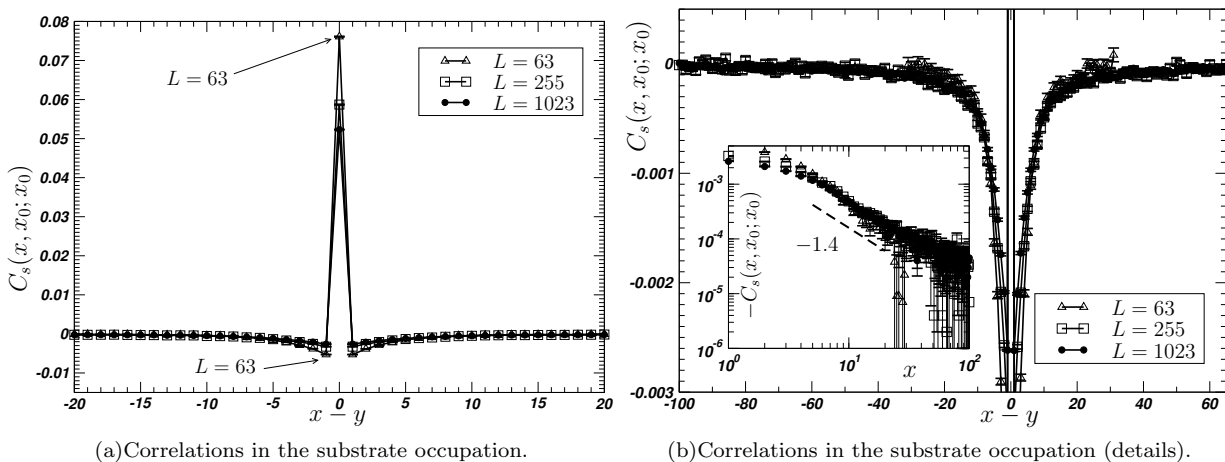 0.08
0.07
0.06
0.05
0.04
0.03
0.02
0.01
0
-0.01
C_s(x, x_0; x_0)
L = 63
L = 63
L = 63
L = 255
L = 1023
-20 -15 -10 -5 0 5 10 15 20
x − y
(a)Correlations in the substrate occupation.
0
-0.001
-0.002
-0.003
C_s(x, x_0; x_0)
10^-3
10^-4
10^-5
10^-6
−C_s(x, x_0; x_0)
−1.4
10^0 10^1 10^2
x
L = 63
L = 255
L = 1023
-100 -80 -60 -40 -20 0 20 40 60
x − y
(b)Correlations in the substrate occupation (details).